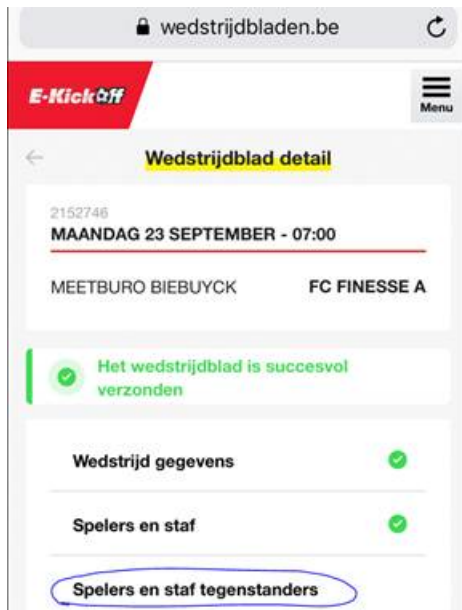 wedstrijdbladen.be
E-Kickoff
Menu
Wedstrijdblad detail
2152746
MAANDAG 23 SEPTEMBER - 07:00
MEETBURO BIEBUYCK FC FINESSE A
Het wedstrijdblad is succesvol
verzonden
Wedstrijd gegevens
Spelers en staf
Spelers en staf tegenstanders